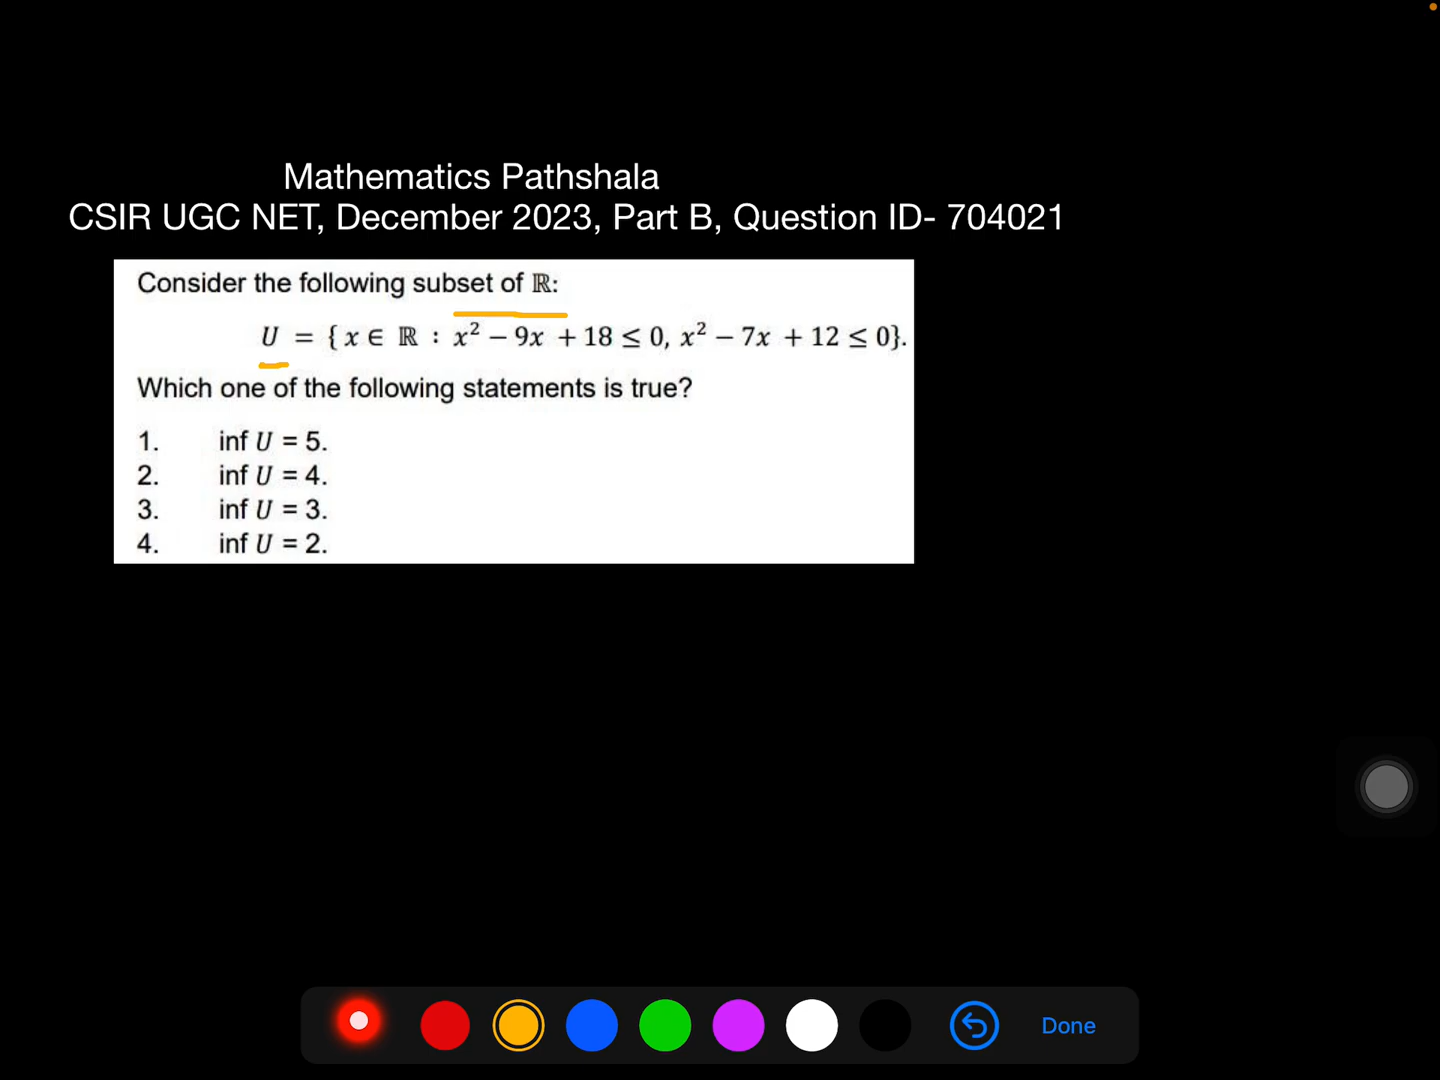 Mathematics Pathshala
CSIR UGC NET, December 2023, Part B, Question ID- 704021
Consider the following subset of ℝ:
U = { x ∈ ℝ : x² − 9x + 18 ≤ 0, x² − 7x + 12 ≤ 0}.
Which one of the following statements is true?
1. inf U = 5.
2. inf U = 4.
3. inf U = 3.
4. inf U = 2.
Done